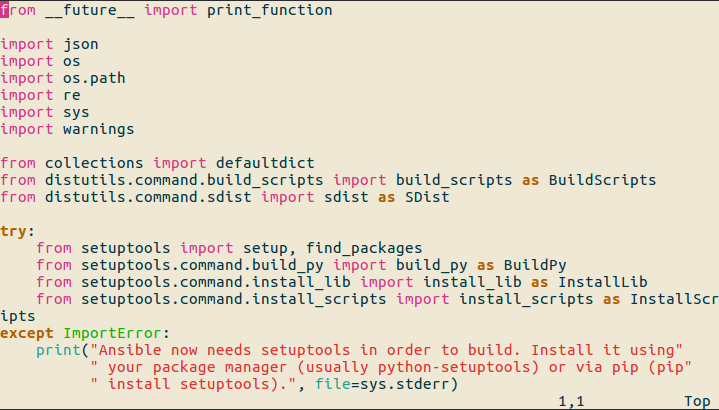 from __future__ import print_function
import json
import os
import os.path
import re
import sys
import warnings
from collections import defaultdict
from distutils.command.build_scripts import build_scripts as BuildScripts
from distutils.command.sdist import sdist as SDist
try:
    from setuptools import setup, find_packages
    from setuptools.command.build_py import build_py as BuildPy
    from setuptools.command.install_lib import install_lib as InstallLib
    from setuptools.command.install_scripts import install_scripts as InstallScr
ipts
except ImportError:
    print("Ansible now needs setuptools in order to build. Install it using"
          " your package manager (usually python-setuptools) or via pip (pip"
          " install setuptools).", file=sys.stderr)
1,1 Top